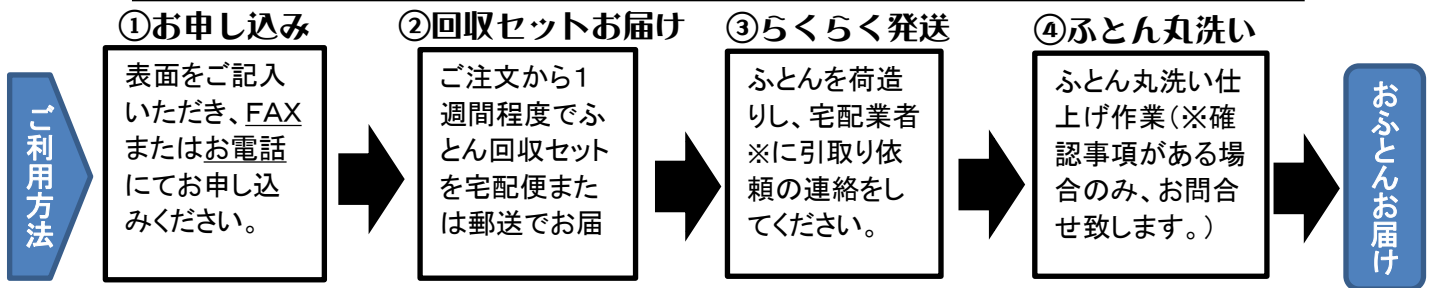 ご利用方法
①お申し込み
表面をご記入
いただき、FAX
またはお電話
にてお申し込
みください。
②回収セットお届け
ご注文から1
週間程度でふ
とん回収セット
を宅配便また
は郵送でお届
③らくらく発送
ふとんを荷造
りし、宅配業者
※に引取り依
頼の連絡をし
てください。
④ふとん丸洗い
ふとん丸洗い仕
上げ作業(※確
認事項がある場
合のみ、お問合
せ致します。)
おふとんお届け